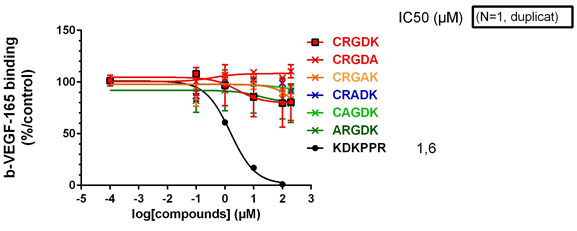 IC50 (µM) (N=1, duplicat)
b-VEGF-165 binding
(%/control)
150
100
50
0
-5 -4 -3 -2 -1 0 1 2 3
log[compounds] (µM)
CRGDK
CRGDA
CRGAK
CRADK
CAGDK
ARGDK
KDKPPR 1,6